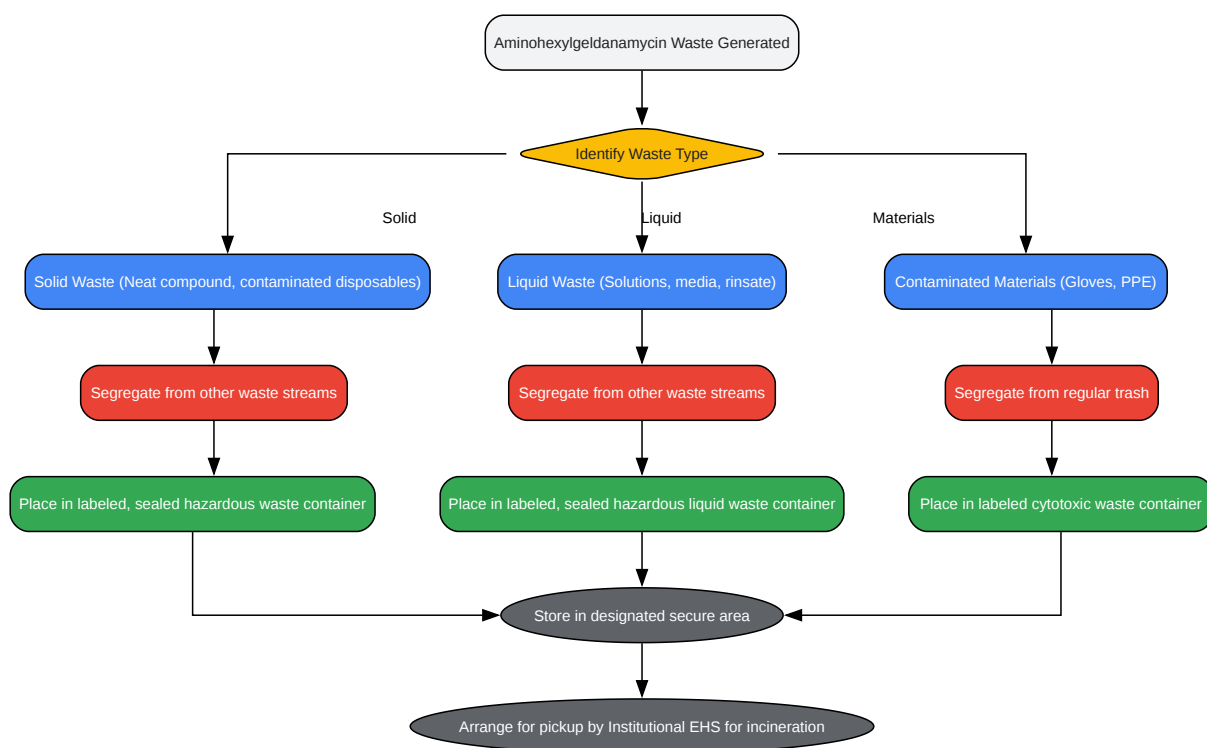 Aminohexylgeldanamycin Waste Generated
Identify Waste Type
Solid
Liquid
Materials
Solid Waste (Neat compound, contaminated disposables)
Liquid Waste (Solutions, media, rinsate)
Contaminated Materials (Gloves, PPE)
Segregate from other waste streams
Segregate from other waste streams
Segregate from regular trash
Place in labeled, sealed hazardous waste container
Place in labeled, sealed hazardous liquid waste container
Place in labeled cytotoxic waste container
Store in designated secure area
Arrange for pickup by Institutional EHS for incineration